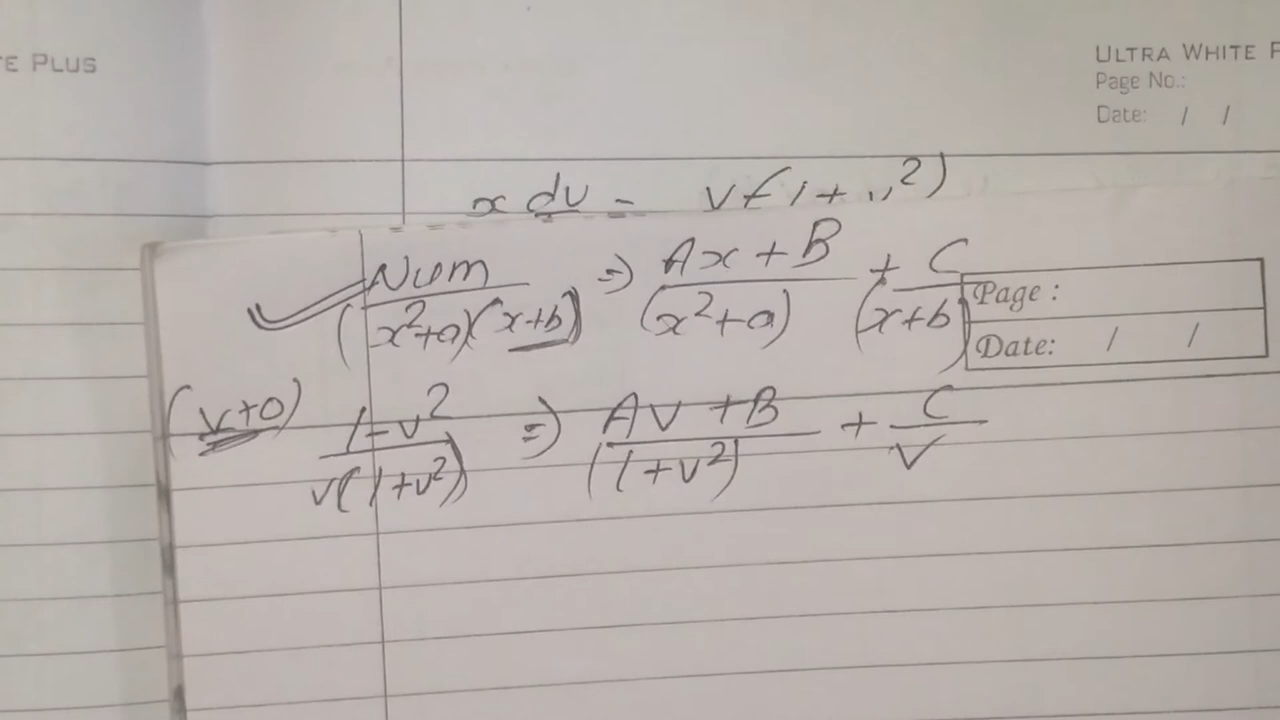 E PLUS
ULTRA WHITE
Page No.:
Date: / /
x dv = v(1 + v²)
Num / (x²+a)(x+b) ⇒ Ax + B / (x²+a) + C / (x+b)
Page :
Date: / /
(v+0) 1-v² / v(1+v²) ⇒ Av + B / (1+v²) + C / v